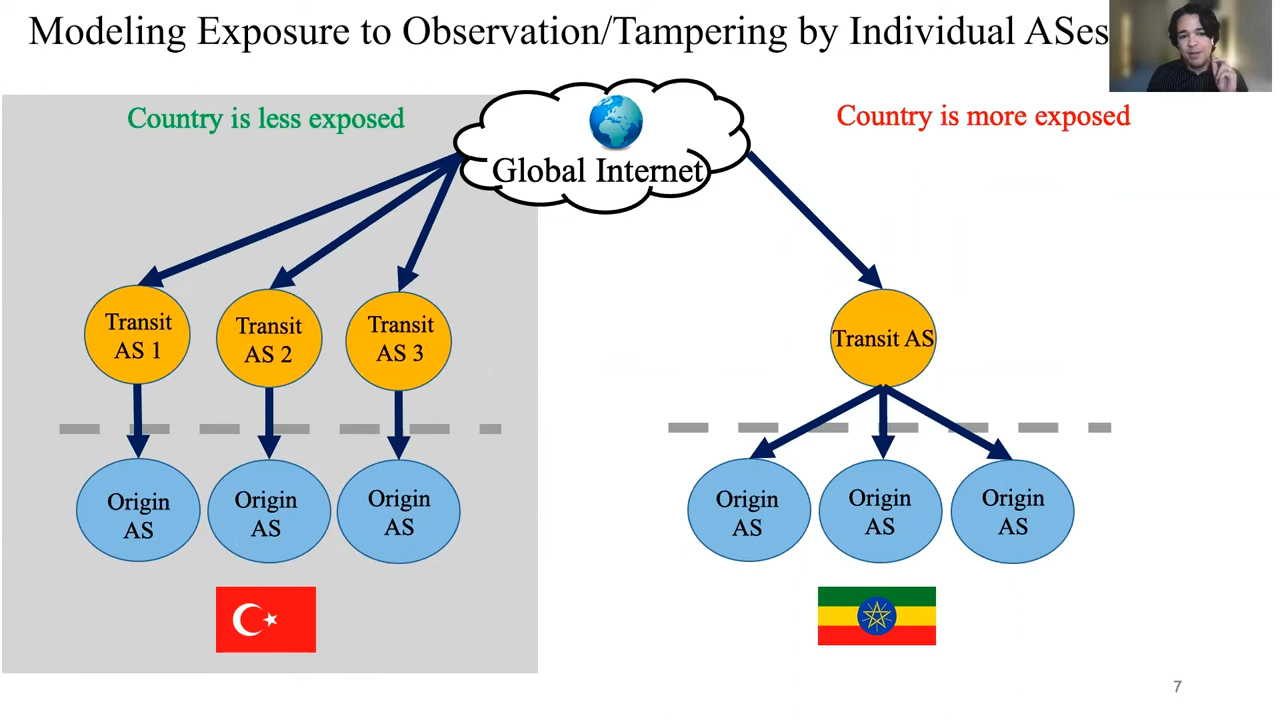 Modeling Exposure to Observation/Tampering by Individual ASes
Country is less exposed
Country is more exposed
Global Internet
Transit
AS 1
Transit
AS 2
Transit
AS 3
Transit AS
Origin
AS
Origin
AS
Origin
AS
Origin
AS
Origin
AS
Origin
AS
7